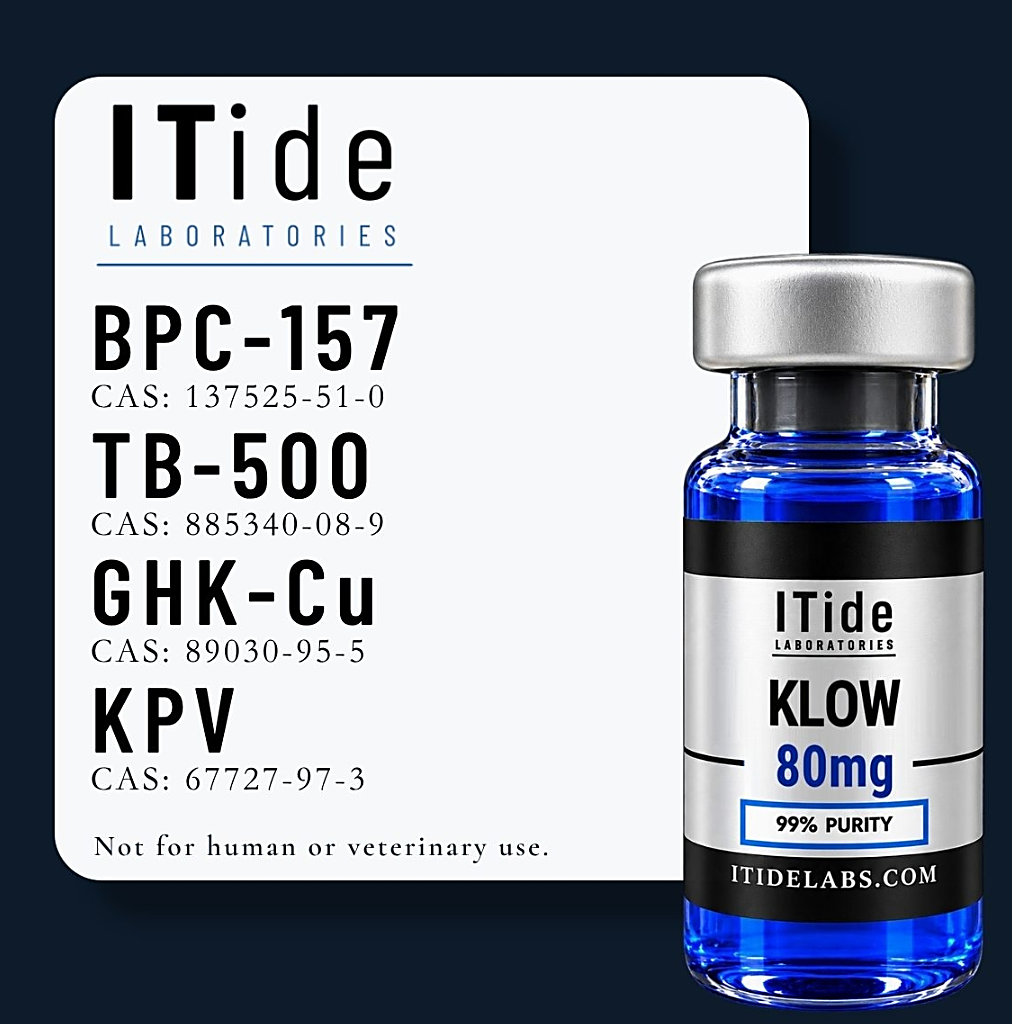 ITide
LABORATORIES
BPC-157
CAS: 137525-51-0
TB-500
CAS: 885340-08-9
GHK-Cu
CAS: 89030-95-5
KPV
CAS: 67727-97-3
Not for human or veterinary use.
ITide
LABORATORIES
KLOW
80mg
99% PURITY
ITIDELABS.COM